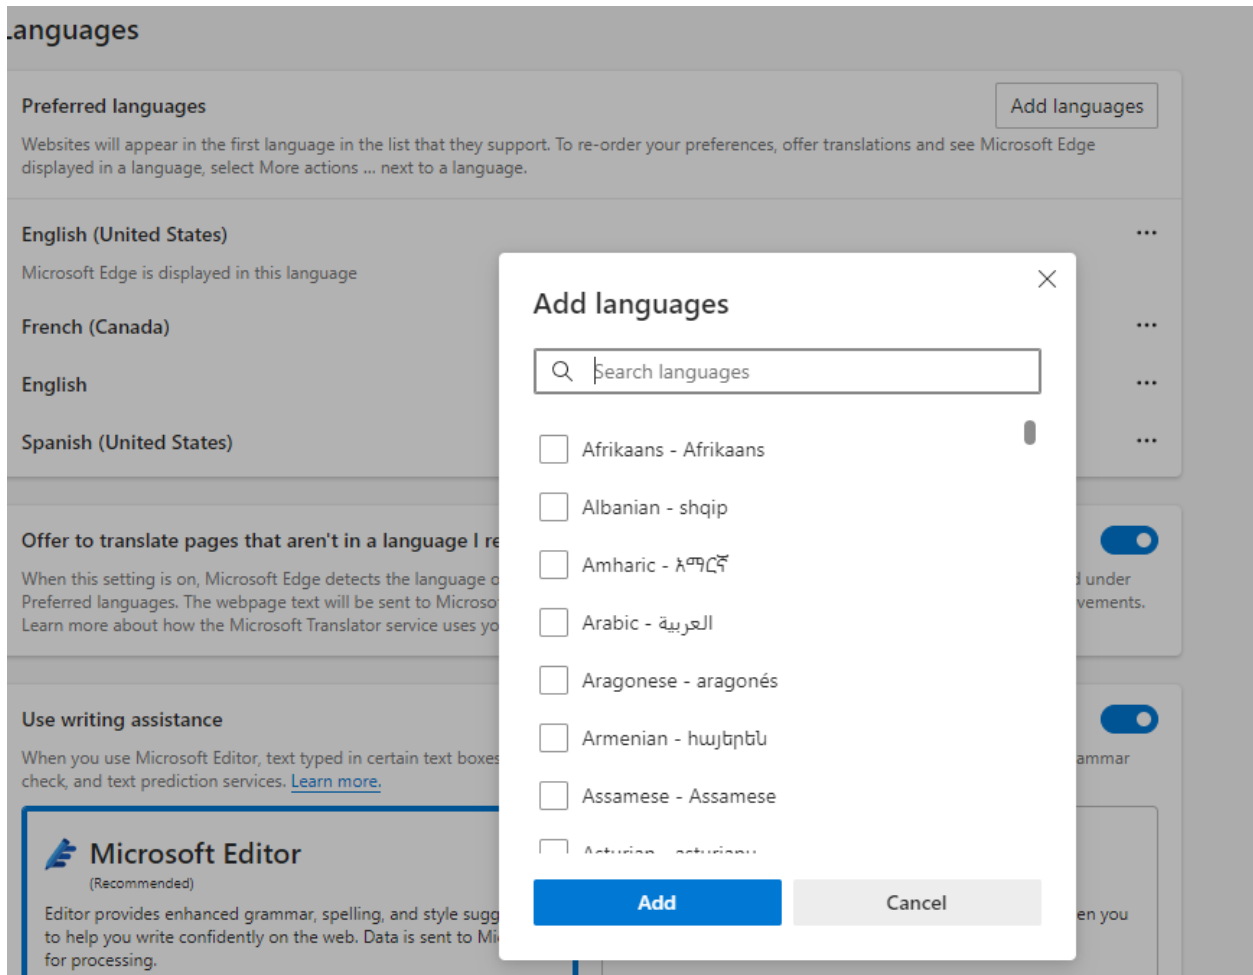 Languages
Preferred languages
Add languages
Websites will appear in the first language in the list that they support. To re-order your preferences, offer translations and see Microsoft Edge
displayed in a language, select More actions ... next to a language.
English (United States)
Microsoft Edge is displayed in this language
French (Canada)
English
Spanish (United States)
Offer to translate pages that aren't in a language I re
When this setting is on, Microsoft Edge detects the language o
d under
Preferred languages. The webpage text will be sent to Microso
vements.
Learn more about how the Microsoft Translator service uses yo
Use writing assistance
When you use Microsoft Editor, text typed in certain text boxes
ammar
check, and text prediction services. Learn more.
Microsoft Editor
(Recommended)
Editor provides enhanced grammar, spelling, and style sugg
en you
to help you write confidently on the web. Data is sent to Mi
for processing.
Add languages
Search languages
Afrikaans - Afrikaans
Albanian - shqip
Amharic - አማርኛ
Arabic - العربية
Aragonese - aragonés
Armenian - հայերեն
Assamese - Assamese
Asturian - asturianu
Add
Cancel